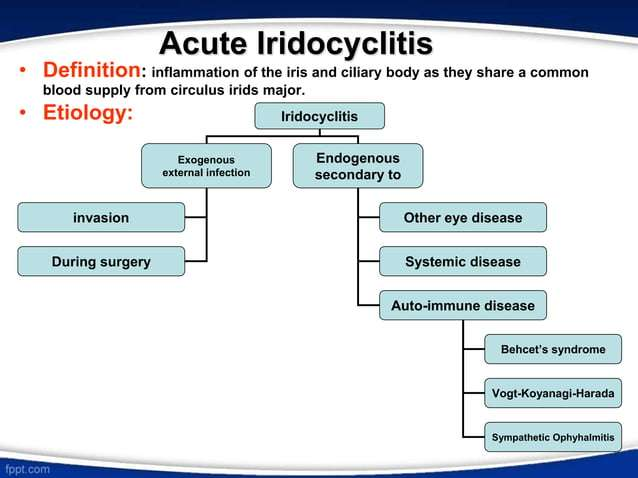 Acute Iridocyclitis
• Definition: inflammation of the iris and ciliary body as they share a common
blood supply from circulus irids major.
• Etiology:
Iridocyclitis
Exogenous
external infection
Endogenous
secondary to
invasion
During surgery
Other eye disease
Systemic disease
Auto-immune disease
Behcet's syndrome
Vogt-Koyanagi-Harada
Sympathetic Ophyhalmitis
fppt.com